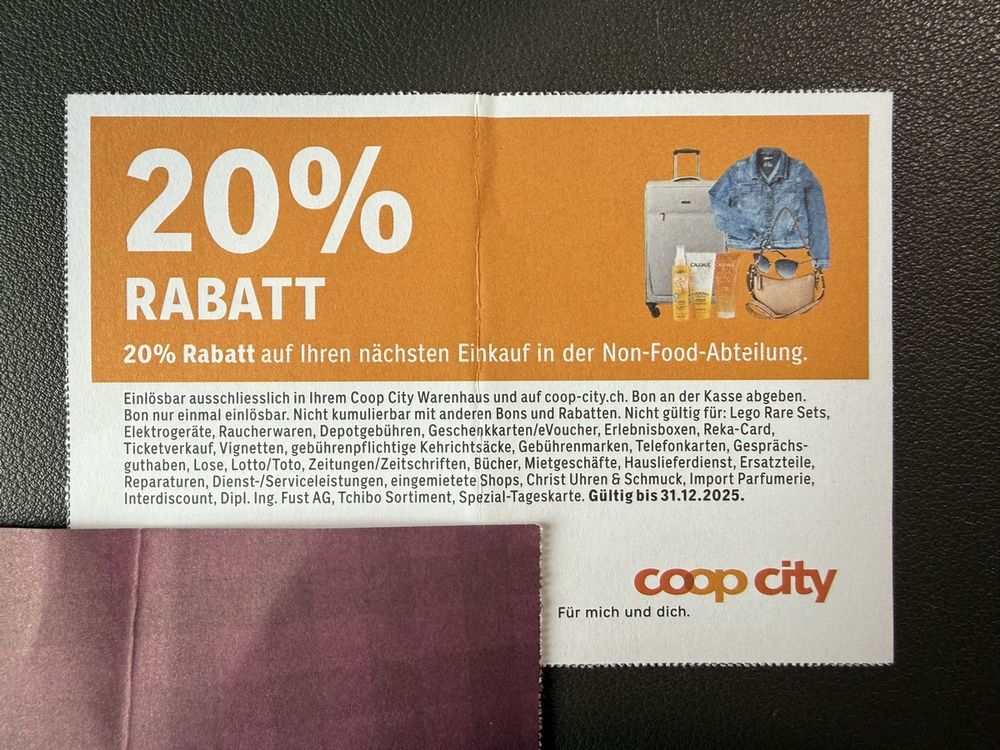 20%
RABATT
20% Rabatt auf Ihren nächsten Einkauf in der Non-Food-Abteilung.
CAUDALIE
CAUDALIE
Einlösbar ausschliesslich in Ihrem Coop City Warenhaus und auf coop-city.ch. Bon an der Kasse abgeben.
Bon nur einmal einlösbar. Nicht kumulierbar mit anderen Bons und Rabatten. Nicht gültig für: Lego Rare Sets,
Elektrogeräte, Raucherwaren, Depotgebühren, Geschenkkarten/eVoucher, Erlebnisboxen, Reka-Card,
Ticketverkauf, Vignetten, gebührenpflichtige Kehrichtsäcke, Gebührenmarken, Telefonkarten, Gesprächs-
guthaben, Lose, Lotto/Toto, Zeitungen/Zeitschriften, Bücher, Mietgeschäfte, Hauslieferdienst, Ersatzteile,
Reparaturen, Dienst-/Serviceleistungen, eingemietete Shops, Christ Uhren & Schmuck, Import Parfumerie,
Interdiscount, Dipl. Ing. Fust AG, Tchibo Sortiment, Spezial-Tageskarte. Gültig bis 31.12.2025.
coop city
Für mich und dich.